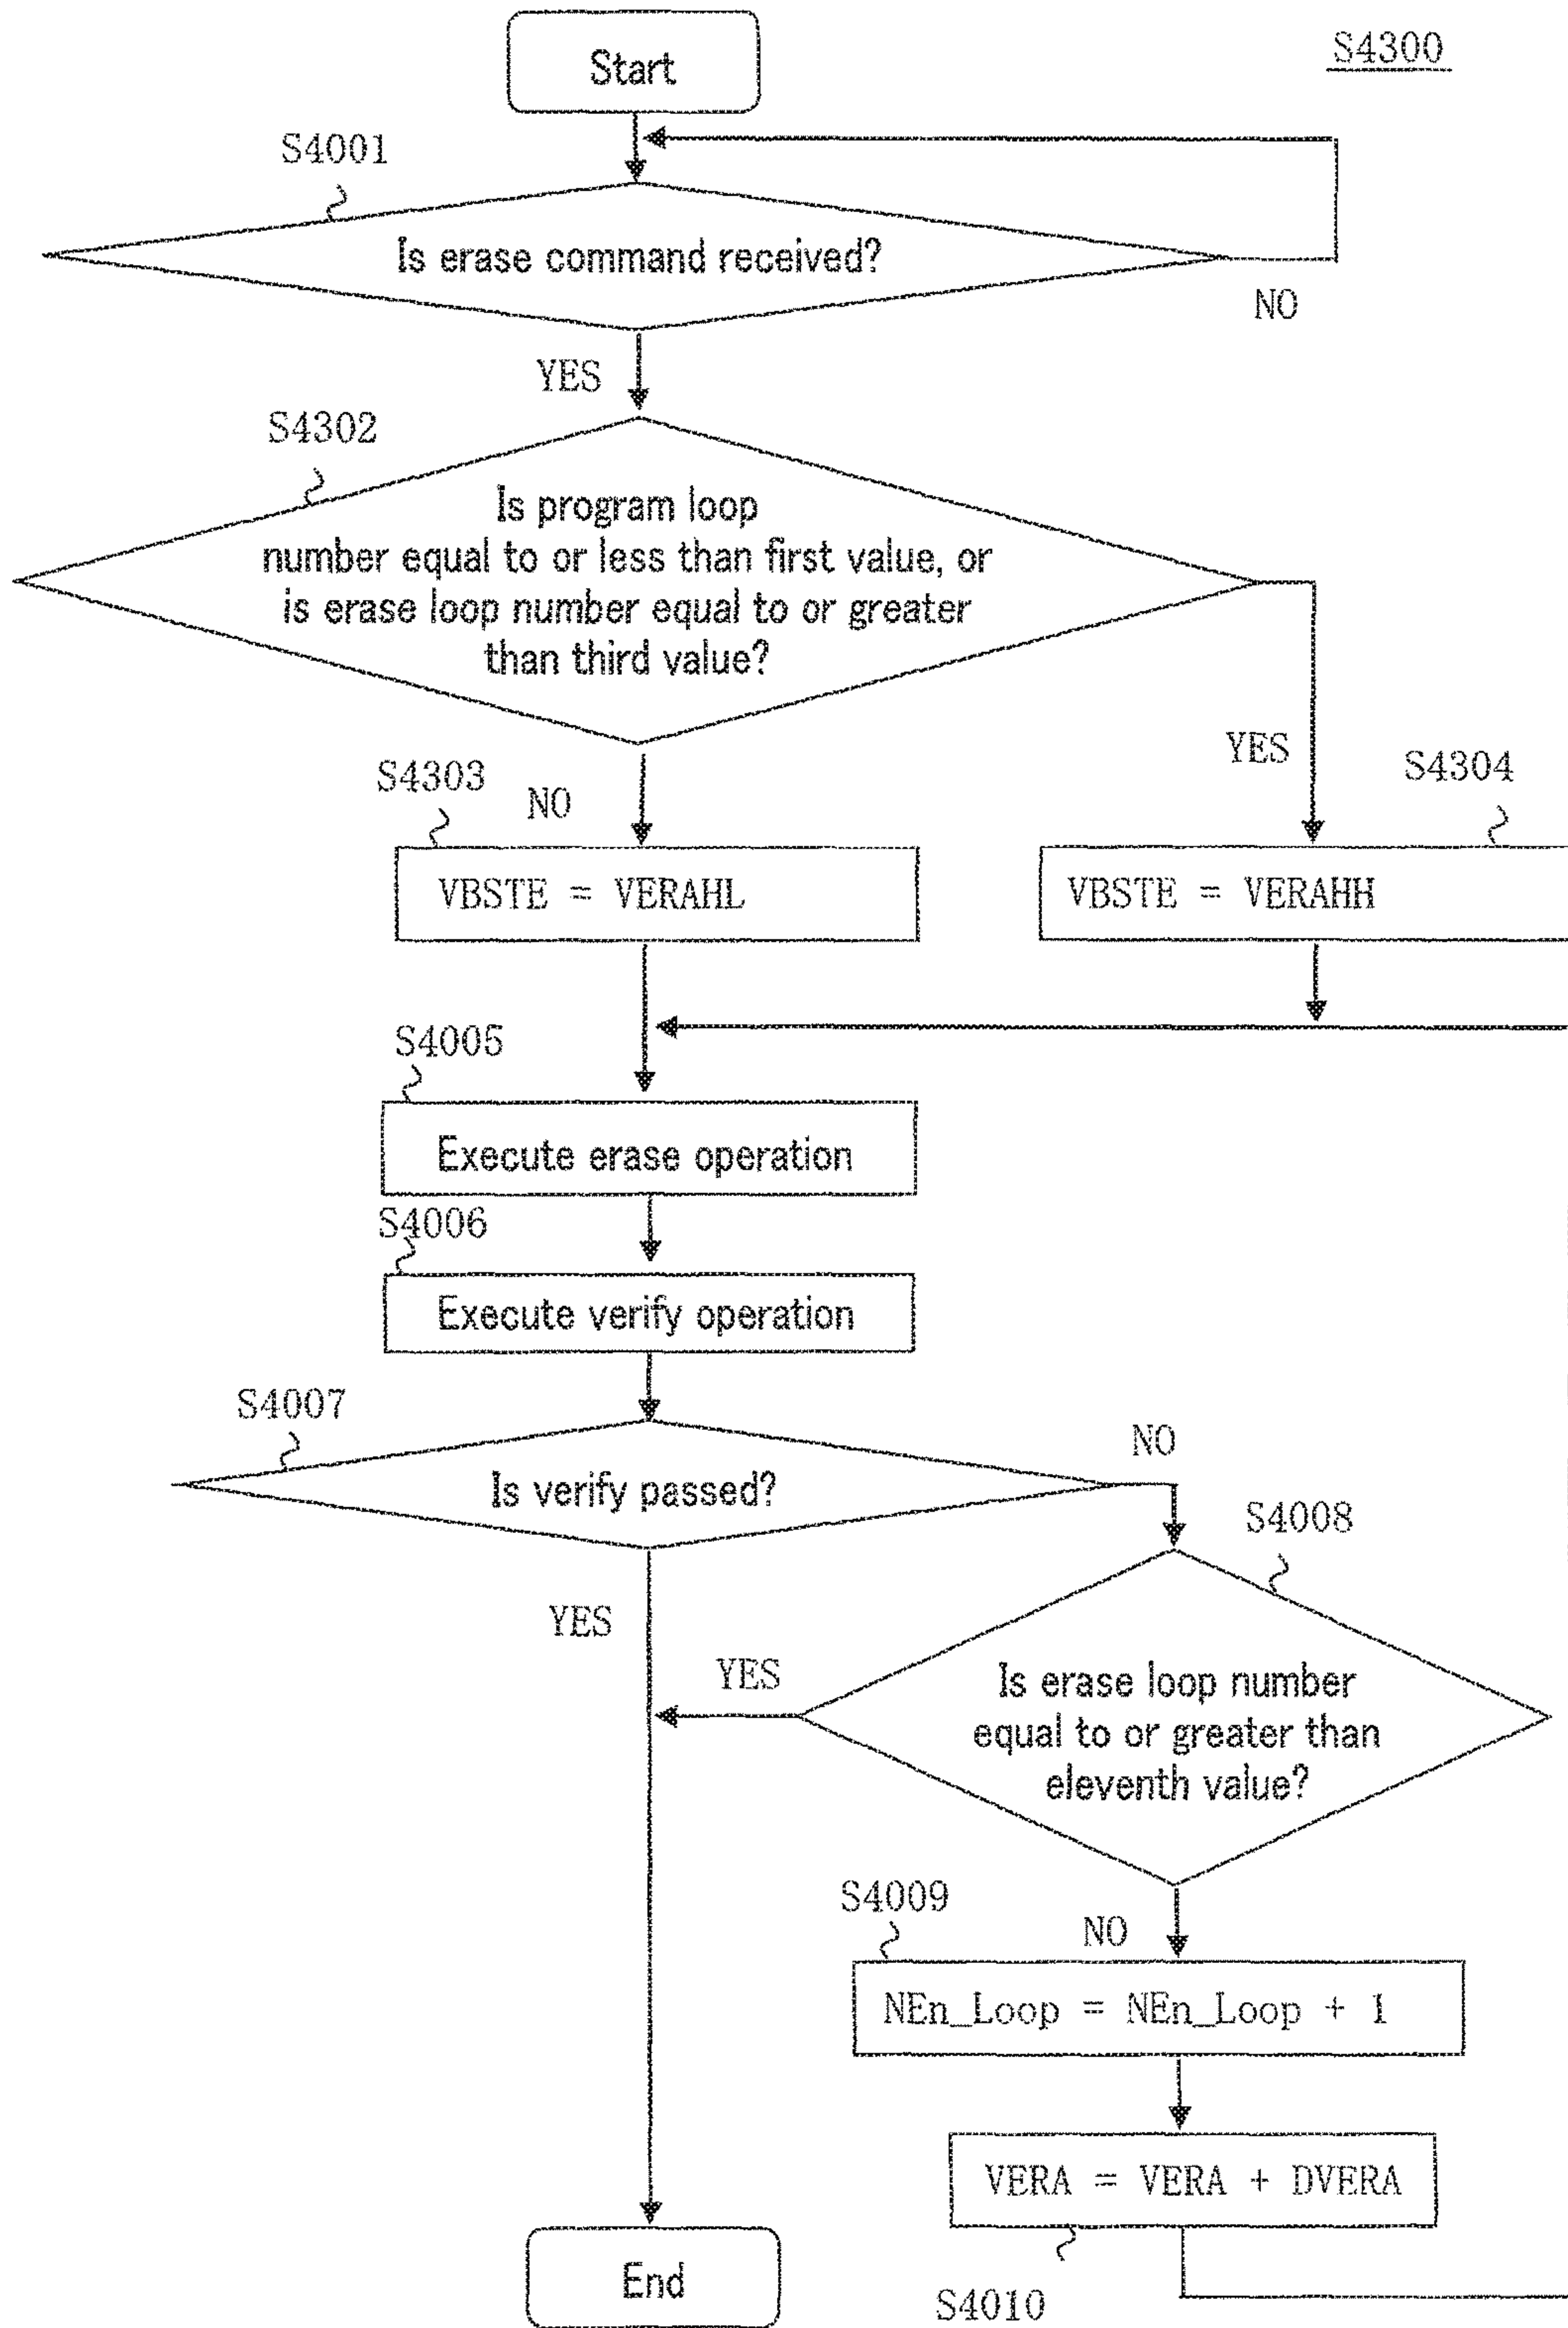 S4300
Start
S4001
Is erase command received?
NO
YES
S4302
Is program loop
number equal to or less than first value, or
is erase loop number equal to or greater
than third value?
YES
S4303
NO
S4304
VBSTE = VERAHL
VBSTE = VERAHH
S4005
Execute erase operation
S4006
Execute verify operation
S4007
NO
Is verify passed?
S4008
YES
YES
Is erase loop number
equal to or greater than
eleventh value?
S4009
NO
NEn_Loop = NEn_Loop + 1
VERA = VERA + DVERA
End
S4010